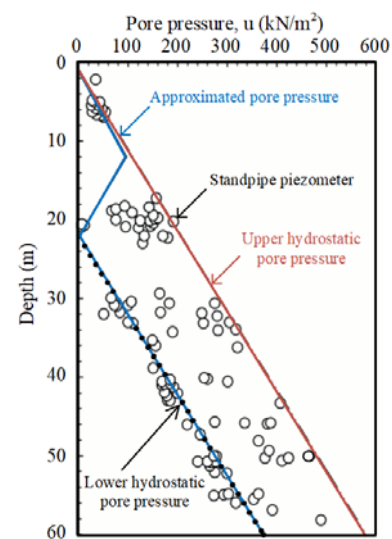 Pore pressure, u (kN/m²)
0 100 200 300 400 500 600
0
10
20
30
40
50
60
Depth (m)
Approximated pore pressure
Standpipe piezometer
Upper hydrostatic
pore pressure
Lower hydrostatic
pore pressure